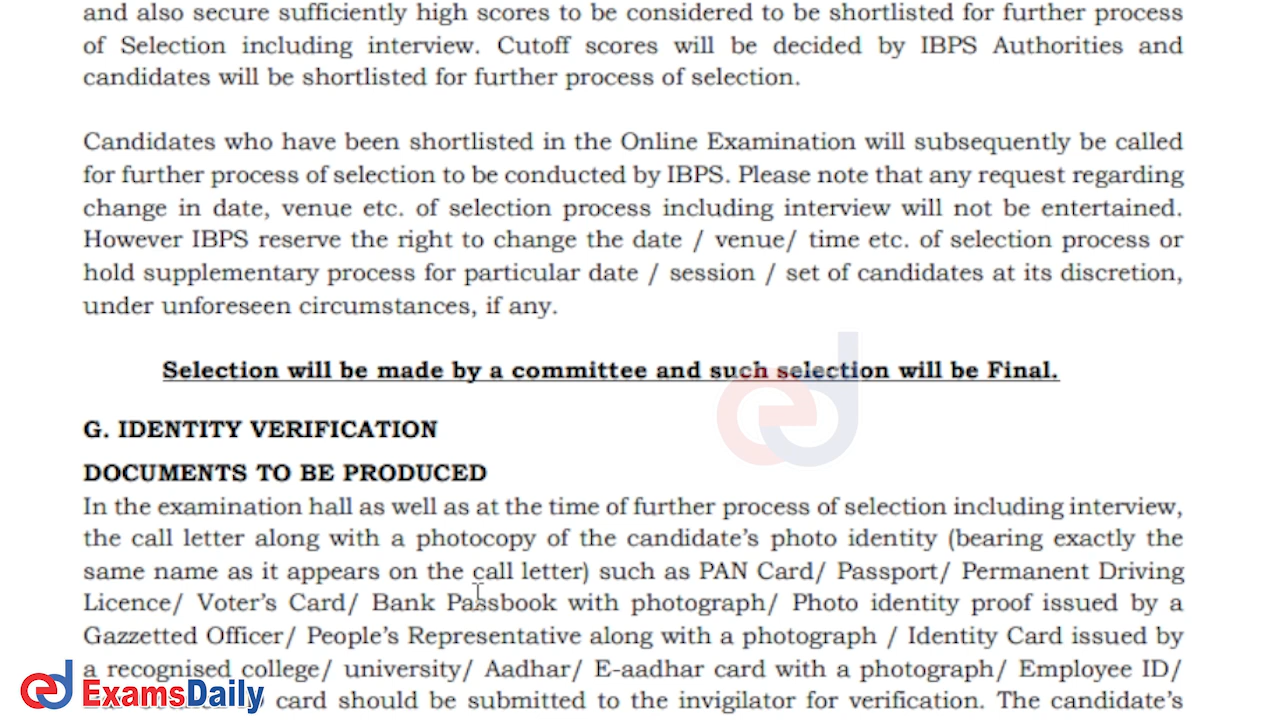 and also secure sufficiently high scores to be considered to be shortlisted for further process
of Selection including interview. Cutoff scores will be decided by IBPS Authorities and
candidates will be shortlisted for further process of selection.
Candidates who have been shortlisted in the Online Examination will subsequently be called
for further process of selection to be conducted by IBPS. Please note that any request regarding
change in date, venue etc. of selection process including interview will not be entertained.
However IBPS reserve the right to change the date / venue/ time etc. of selection process or
hold supplementary process for particular date / session / set of candidates at its discretion,
under unforeseen circumstances, if any.
Selection will be made by a committee and such selection will be Final.
G. IDENTITY VERIFICATION
DOCUMENTS TO BE PRODUCED
In the examination hall as well as at the time of further process of selection including interview,
the call letter along with a photocopy of the candidate's photo identity (bearing exactly the
same name as it appears on the call letter) such as PAN Card/ Passport/ Permanent Driving
Licence/ Voter's Card/ Bank Passbook with photograph/ Photo identity proof issued by a
Gazzetted Officer/ People's Representative along with a photograph / Identity Card issued by
a recognised college/ university/ Aadhar/ E-aadhar card with a photograph/ Employee ID/
card should be submitted to the invigilator for verification. The candidate's
ed ExamsDaily
ed